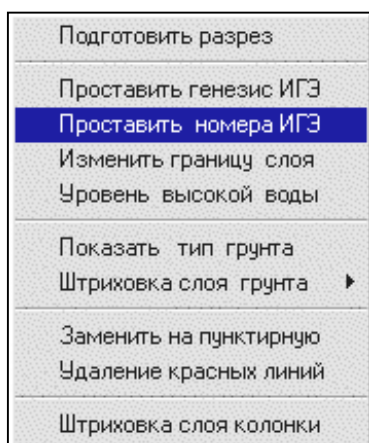 Подготовить разрез
Проставить генезис ИГЭ
Проставить номера ИГЭ
Изменить границу слоя
Уровень высокой воды
Показать тип грунта
Штриховка слоя грунта
Заменить на пунктирную
Удаление красных линий
Штриховка слоя колонки